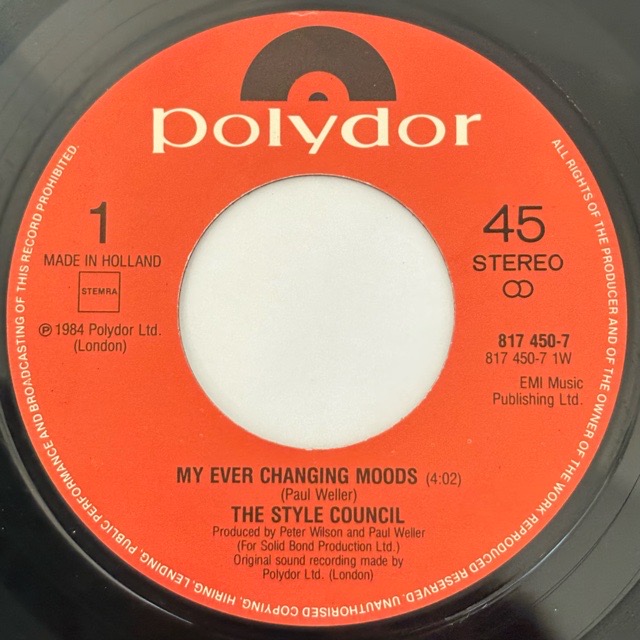 polydor
1
MADE IN HOLLAND
STEMRA
℗ 1984 Polydor Ltd.
(London)
45
STEREO
817 450-7
817 450-7 1W
EMI Music
Publishing Ltd.
MY EVER CHANGING MOODS (4:02)
(Paul Weller)
THE STYLE COUNCIL
Produced by Peter Wilson and Paul Weller
(For Solid Bond Production Ltd.)
Original sound recording made by
Polydor Ltd. (London)
ALL RIGHTS OF THE PRODUCER AND OF THE OWNER OF THE WORK REPRODUCED RESERVED. UNAUTHORISED COPYING, HIRING, LENDING, PUBLIC PERFORMANCE AND BROADCASTING OF THIS RECORD PROHIBITED.